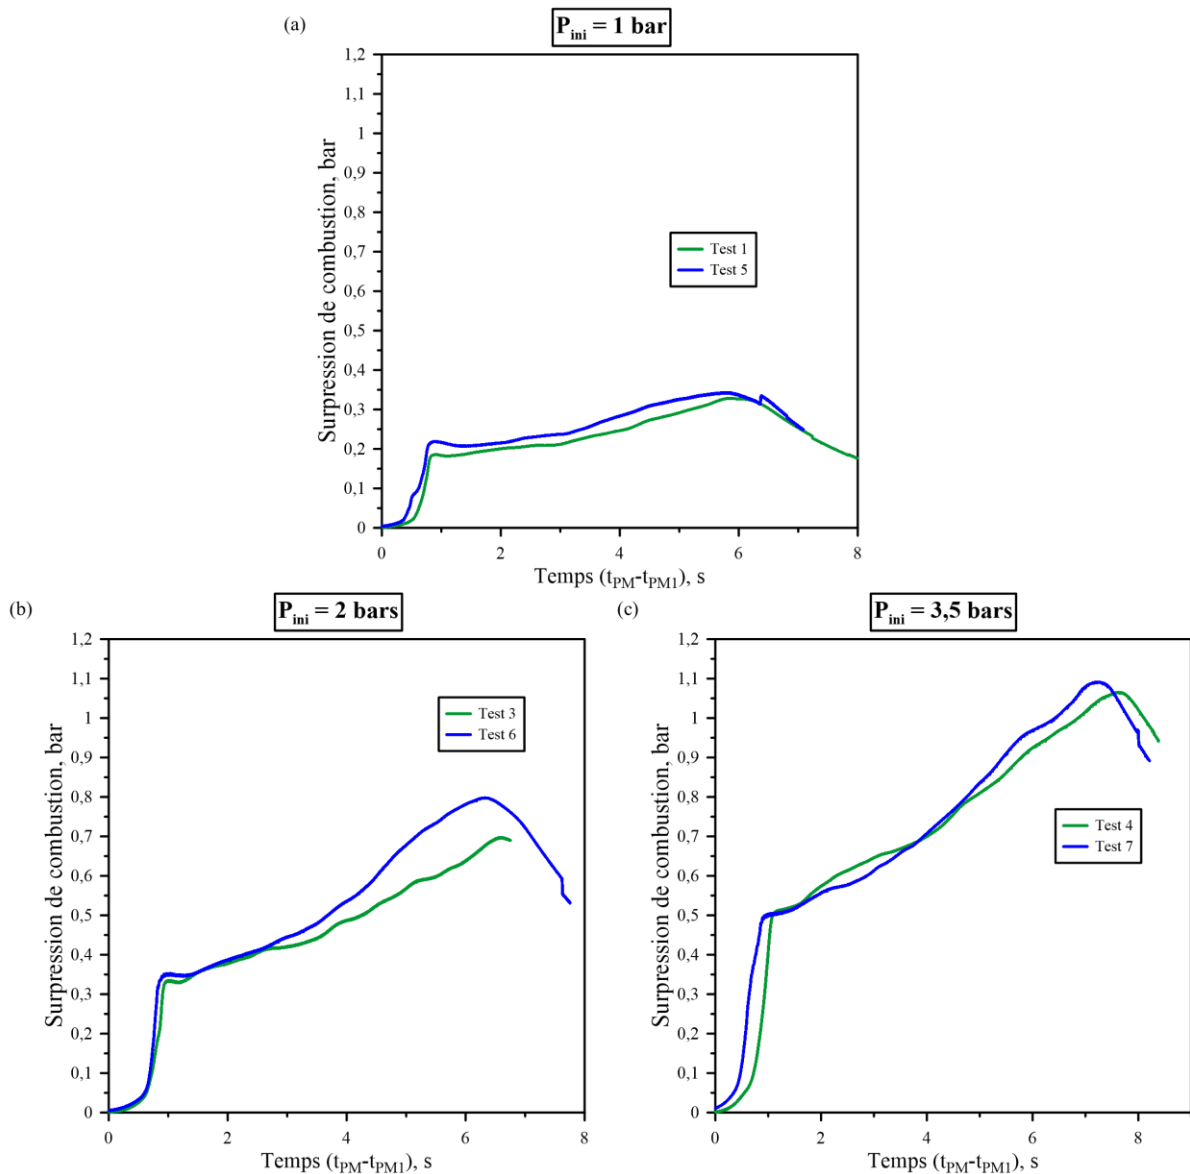 (a)
P_ini = 1 bar
Surpression de combustion, bar
1,2
1,1
1
0,9
0,8
0,7
0,6
0,5
0,4
0,3
0,2
0,1
0
Test 1
Test 5
0 2 4 6 8
Temps (t_PM-t_PM1), s
(b)
P_ini = 2 bars
Surpression de combustion, bar
1,2
1,1
1
0,9
0,8
0,7
0,6
0,5
0,4
0,3
0,2
0,1
0
Test 3
Test 6
0 2 4 6 8
Temps (t_PM-t_PM1), s
(c)
P_ini = 3,5 bars
Surpression de combustion, bar
1,2
1,1
1
0,9
0,8
0,7
0,6
0,5
0,4
0,3
0,2
0,1
0
Test 4
Test 7
0 2 4 6 8
Temps (t_PM-t_PM1), s